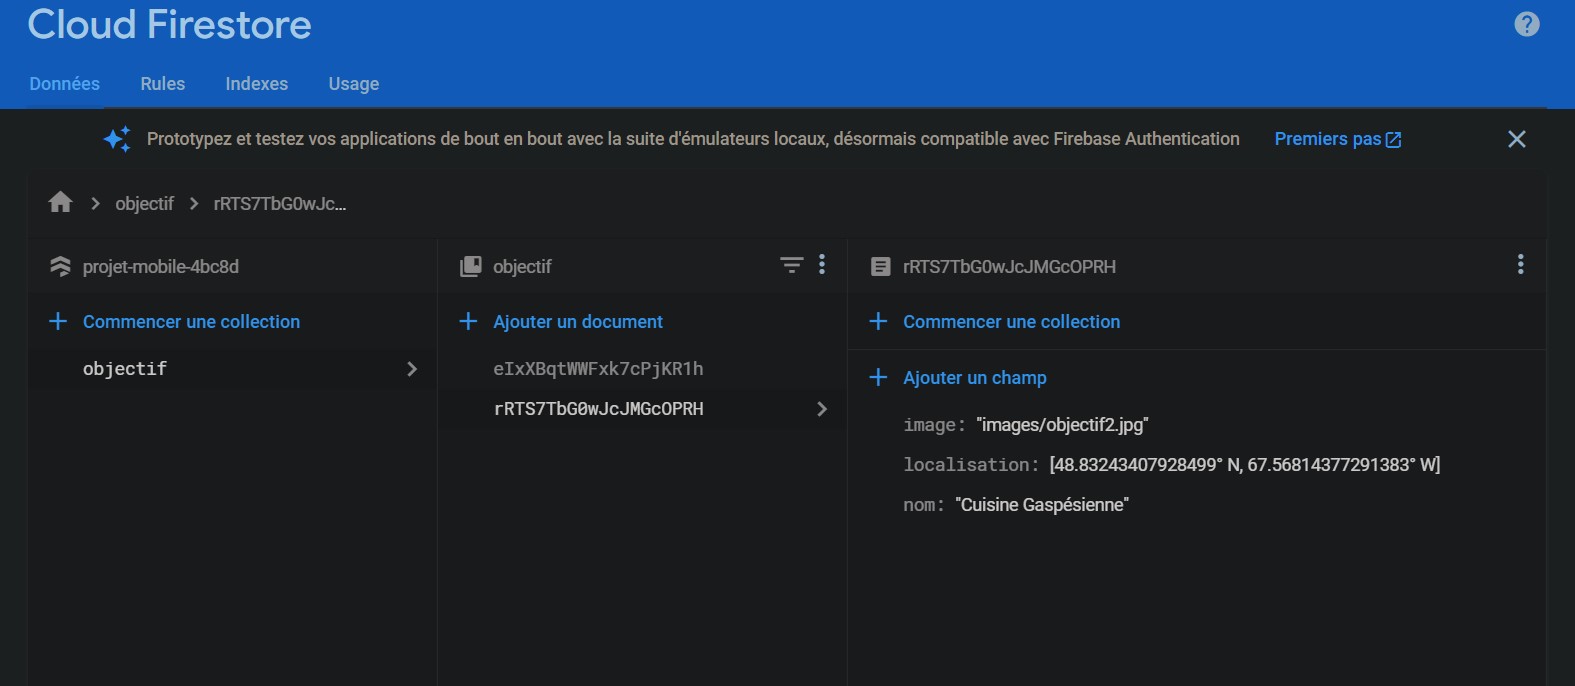 Cloud Firestore
Données Rules Indexes Usage
Prototypez et testez vos applications de bout en bout avec la suite d'émulateurs locaux, désormais compatible avec Firebase Authentication Premiers pas
objectif rRTS7TbG0wJc...
projet-mobile-4bc8d
Commencer une collection
objectif
objectif
Ajouter un document
eIxXBqtWWFxk7cPjKR1h
rRTS7TbG0wJcJMGcOPRH
rRTS7TbG0wJcJMGcOPRH
Commencer une collection
Ajouter un champ
image: "images/objectif2.jpg"
localisation: [48.83243407928499° N, 67.56814377291383° W]
nom: "Cuisine Gaspésienne"